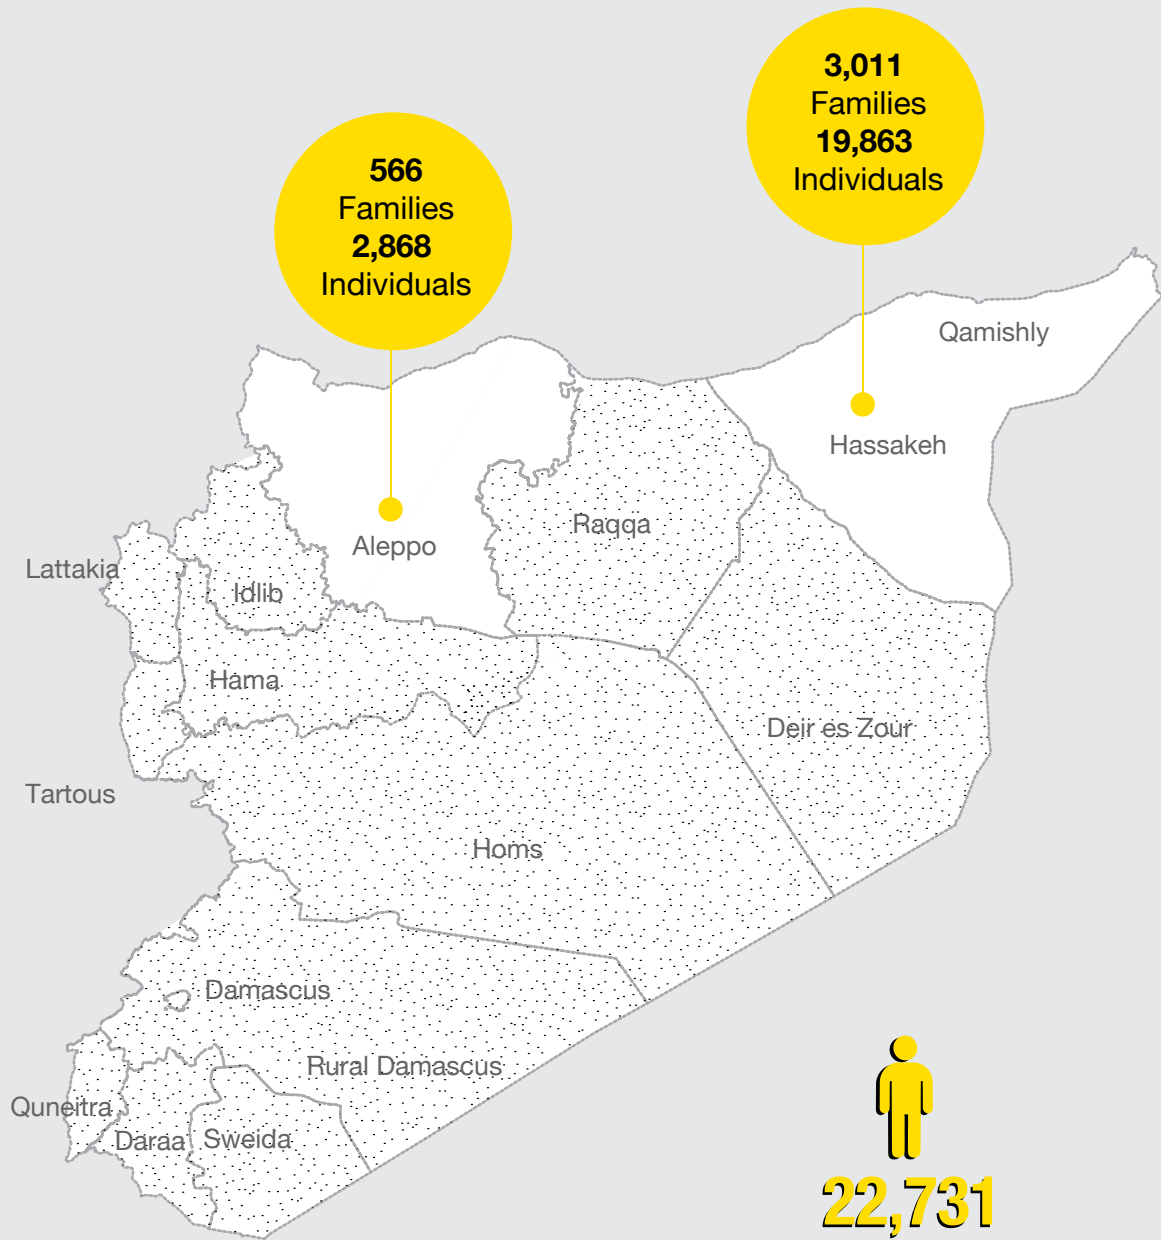 3,011
Families
19,863
Individuals
566
Families
2,868
Individuals
Qamishly
Hassakeh
Raqqa
Aleppo
Lattakia
Idlib
Hama
Deir es Zour
Tartous
Homs
Damascus
Rural Damascus
Quneitra
Daraa
Sweida
22,731